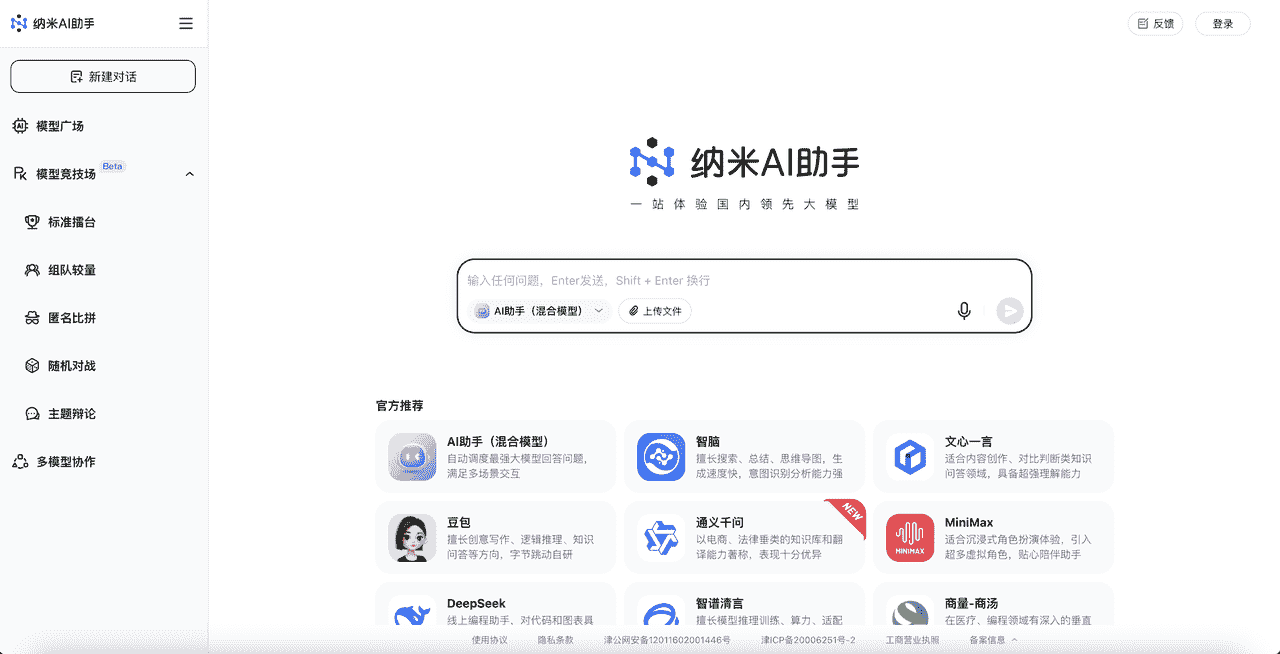 纳米AI助手
新建对话
模型广场
模型竞技场 Beta
标准擂台
组队较量
匿名比拼
随机对战
主题辩论
多模型协作
反馈
登录
纳米AI助手
一站体验国内领先大模型
输入任何问题，Enter发送，Shift + Enter 换行
AI助手（混合模型）
上传文件
官方推荐
AI助手（混合模型）
自动调度最强大模型回答问题，
满足多场景交互
智脑
擅长搜索、总结、思维导图，生
成速度快，意图识别分析能力强
文心一言
适合内容创作、对比判断类知识
问答领域，具备超强理解能力
豆包
擅长创意写作、逻辑推理、知识
问答等方向，字节跳动自研
通义千问
以电商、法律垂类的知识库和翻
译能力著称，表现十分优异
NEW
MINIMAX
MiniMax
适合沉浸式角色扮演体验，引入
超多虚拟角色，贴心陪伴助手
DeepSeek
线上编程助手，对代码和图表具
智谱清言
擅长模型推理训练、算力、适配
商量-商汤
在医疗、编程领域有深入的垂直
使用协议
隐私条款
津公网安备12011602001446号
津ICP备20006251号-2
工商营业执照
备案信息